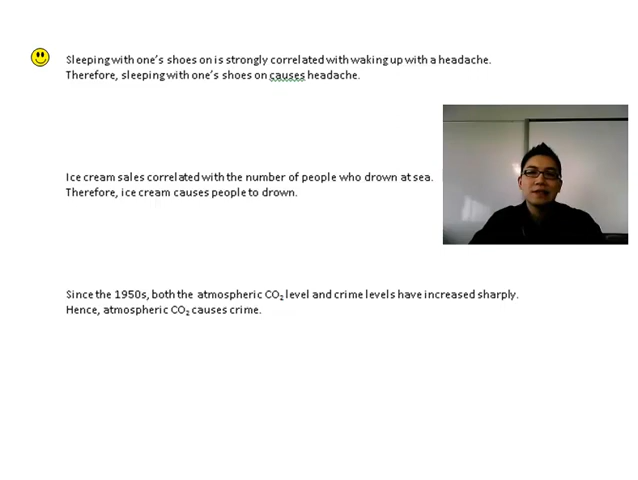 Sleeping with one's shoes on is strongly correlated with waking up with a headache.
Therefore, sleeping with one's shoes on causes headache.
Ice cream sales correlated with the number of people who drown at sea.
Therefore, ice cream causes people to drown.
Since the 1950s, both the atmospheric CO₂ level and crime levels have increased sharply.
Hence, atmospheric CO₂ causes crime.